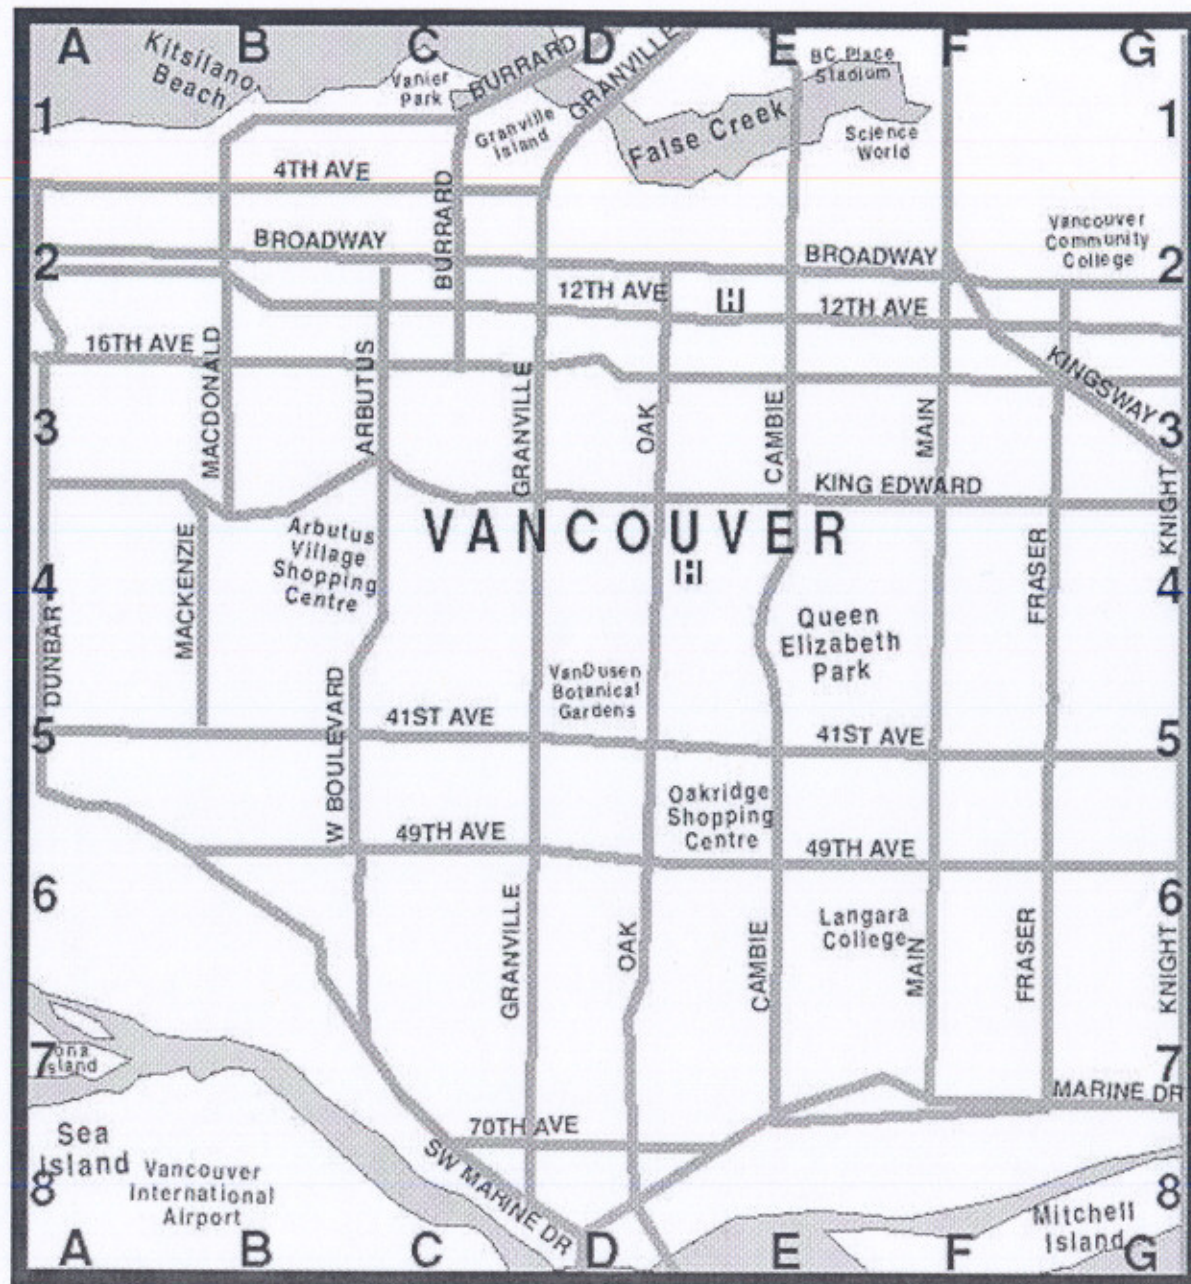 A B C D E F G
Kitsilano
Beach
Vanier
Park
BURRARD
GRANVILLE
BC Place
Stadium
1
1
Granville
Island
False Creek
Science
World
4TH AVE
BURRARD
BROADWAY
BROADWAY
Vancouver
Community
College
2
2
12TH AVE
H
12TH AVE
16TH AVE
MACDONALD
ARBUTUS
GRANVILLE
OAK
CAMBIE
MAIN
KINGSWAY
3
3
KING EDWARD
KNIGHT
VANCOUVER
H
Arbutus
Village
Shopping
Centre
MACKENZIE
FRASER
4
4
DUNBAR
Queen
Elizabeth
Park
VanDusen
Botanical
Gardens
W BOULEVARD
41ST AVE
41ST AVE
5
5
Oakridge
Shopping
Centre
49TH AVE
49TH AVE
6
6
GRANVILLE
OAK
CAMBIE
Langara
College
MAIN
FRASER
KNIGHT
7
7
ona
sland
MARINE DR
70TH AVE
SW MARINE DR
Sea
Island
Vancouver
International
Airport
8
8
Mitchell
Island
A B C D E F G